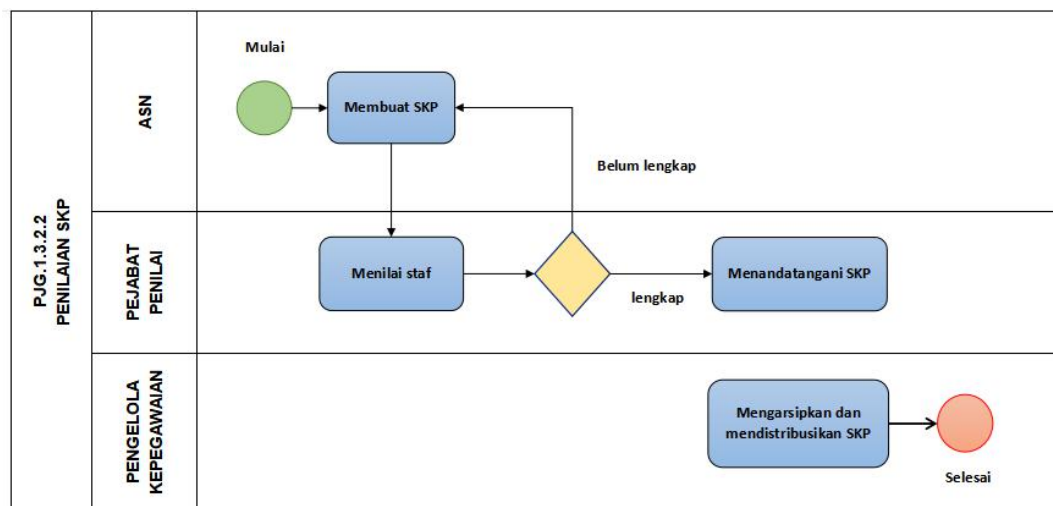 PJG.1.3.2.2
PENILAIAN SKP
ASN
Mulai
Membuat SKP
Belum lengkap
PEJABAT
PENILAI
Menilai staf
lengkap
Menandatangani SKP
PENGELOLA
KEPEGAWAIAN
Mengarsipkan dan
mendistribusikan SKP
Selesai